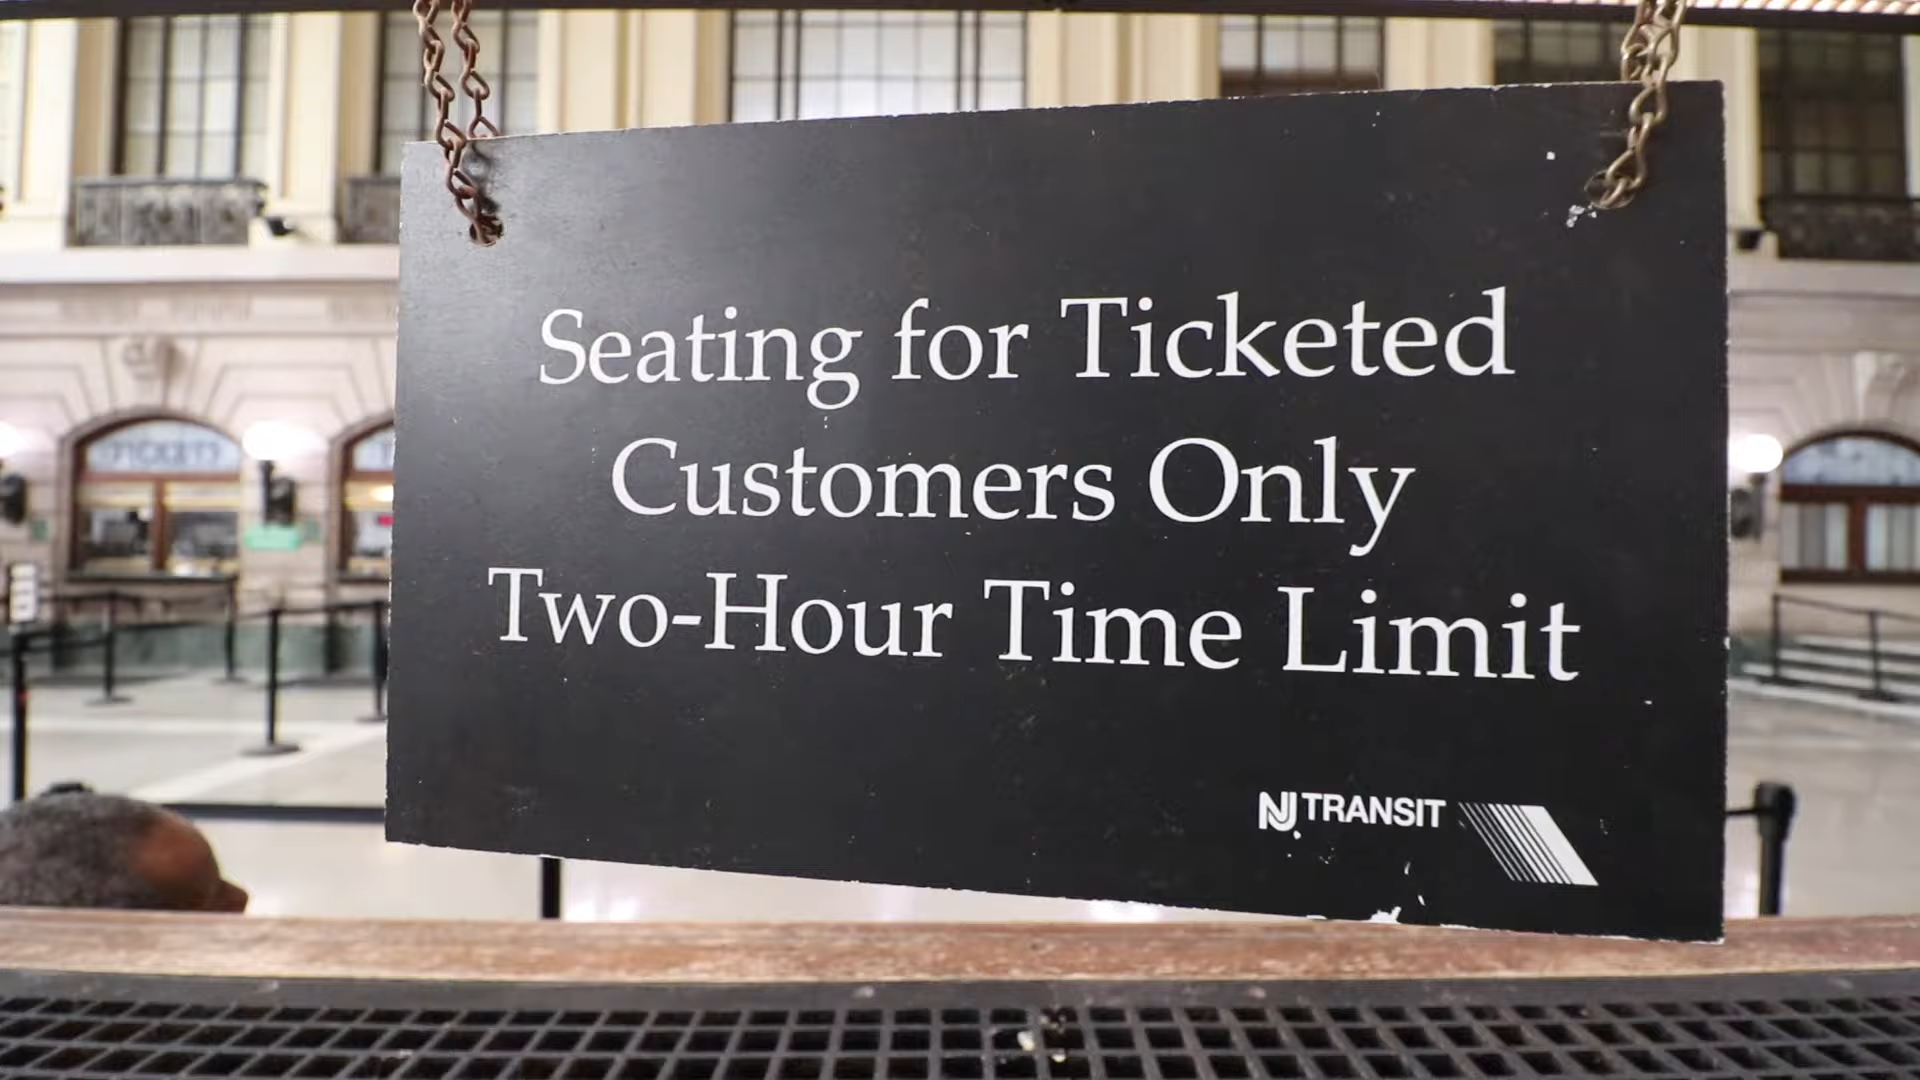 Seating for Ticketed
Customers Only
Two-Hour Time Limit
NJ TRANSIT